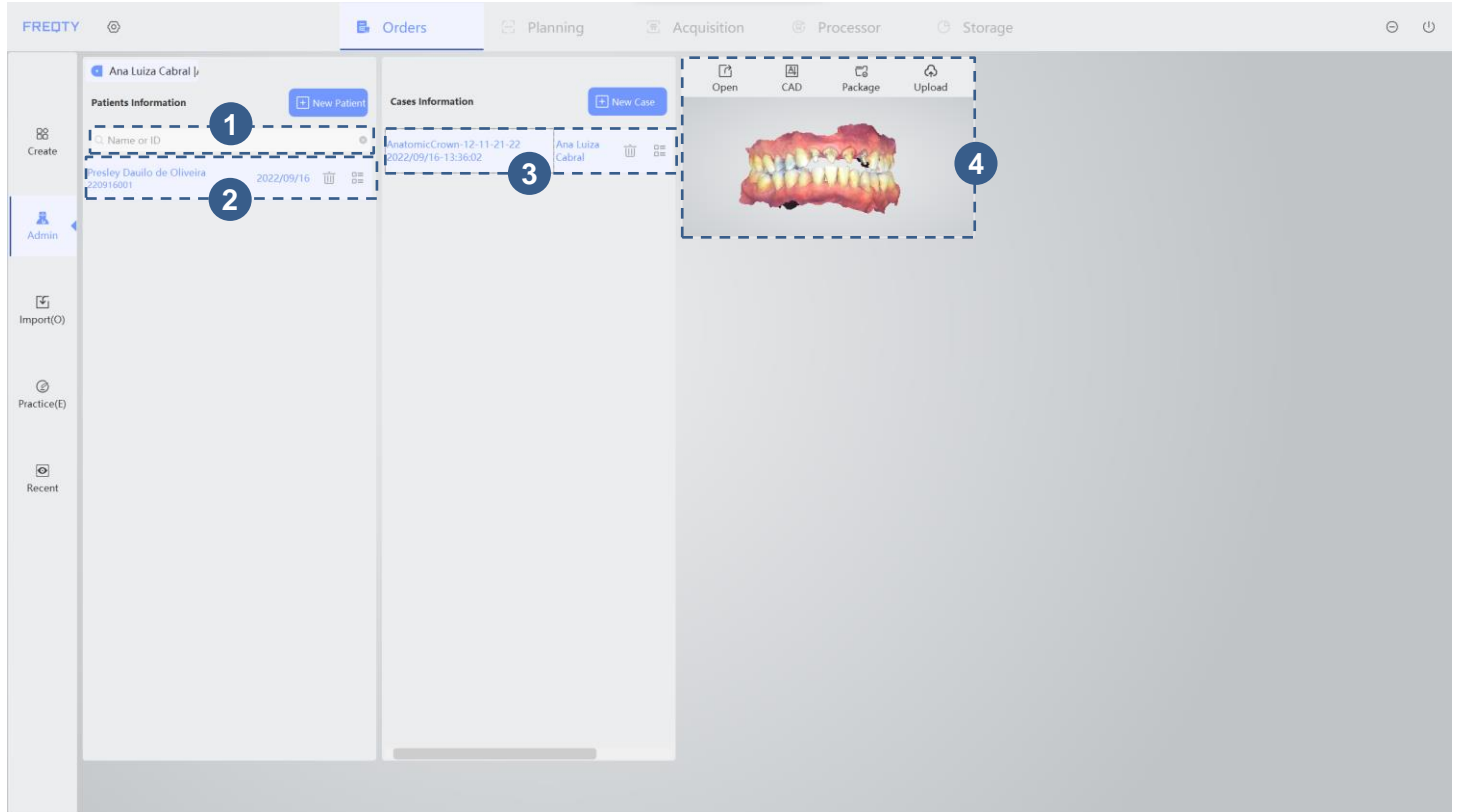 FREQTY
Orders
Planning
Acquisition
Processor
Storage
Create
Admin
Import(O)
Practice(E)
Recent
Ana Luiza Cabral
Patients Information
New Patient
1
Name or ID
Presley Dauilo de Oliveira
220916001
2022/09/16
2
Cases Information
New Case
AnatomicCrown-12-11-21-22
2022/09/16-13:36:02
Ana Luiza
Cabral
3
Open
CAD
Package
Upload
4